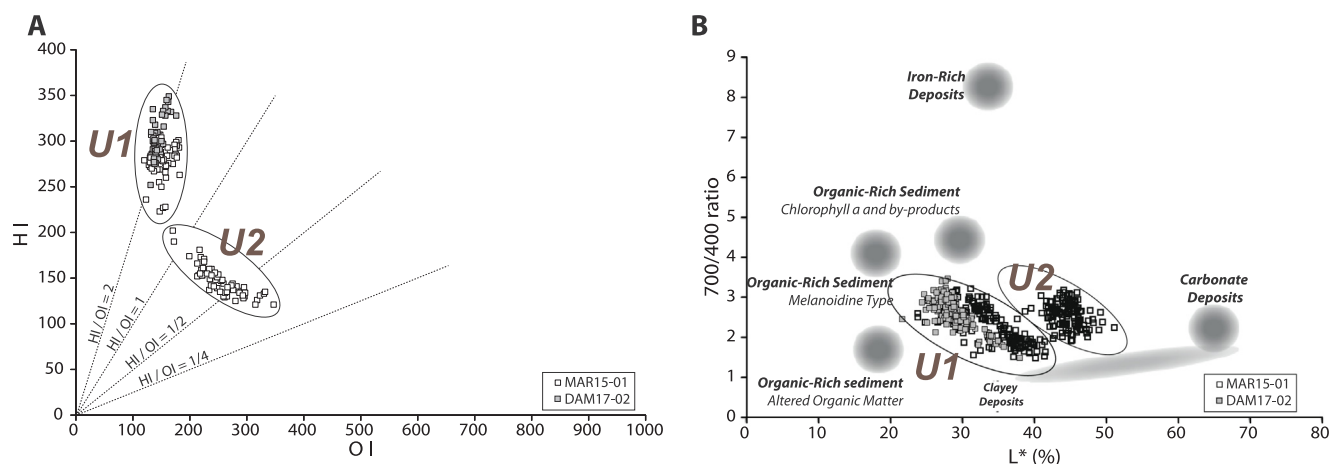 A
400
350
300
250
200
150
100
50
0
H I
U1
U2
HI / OI = 2
HI / OI = 1
HI / OI = 1/2
HI / OI = 1/4
MAR15-01
DAM17-02
0 100 200 300 400 500 600 700 800 900 1000
O I
B
9
8
7
6
5
4
3
2
1
0
700/400 ratio
Iron-Rich
Deposits
Organic-Rich Sediment
Chlorophyll a and by-products
Organic-Rich Sediment
Melanoidine Type
U2
Carbonate
Deposits
U1
Organic-Rich sediment
Altered Organic Matter
Clayey
Deposits
MAR15-01
DAM17-02
0 10 20 30 40 50 60 70 80
L* (%)